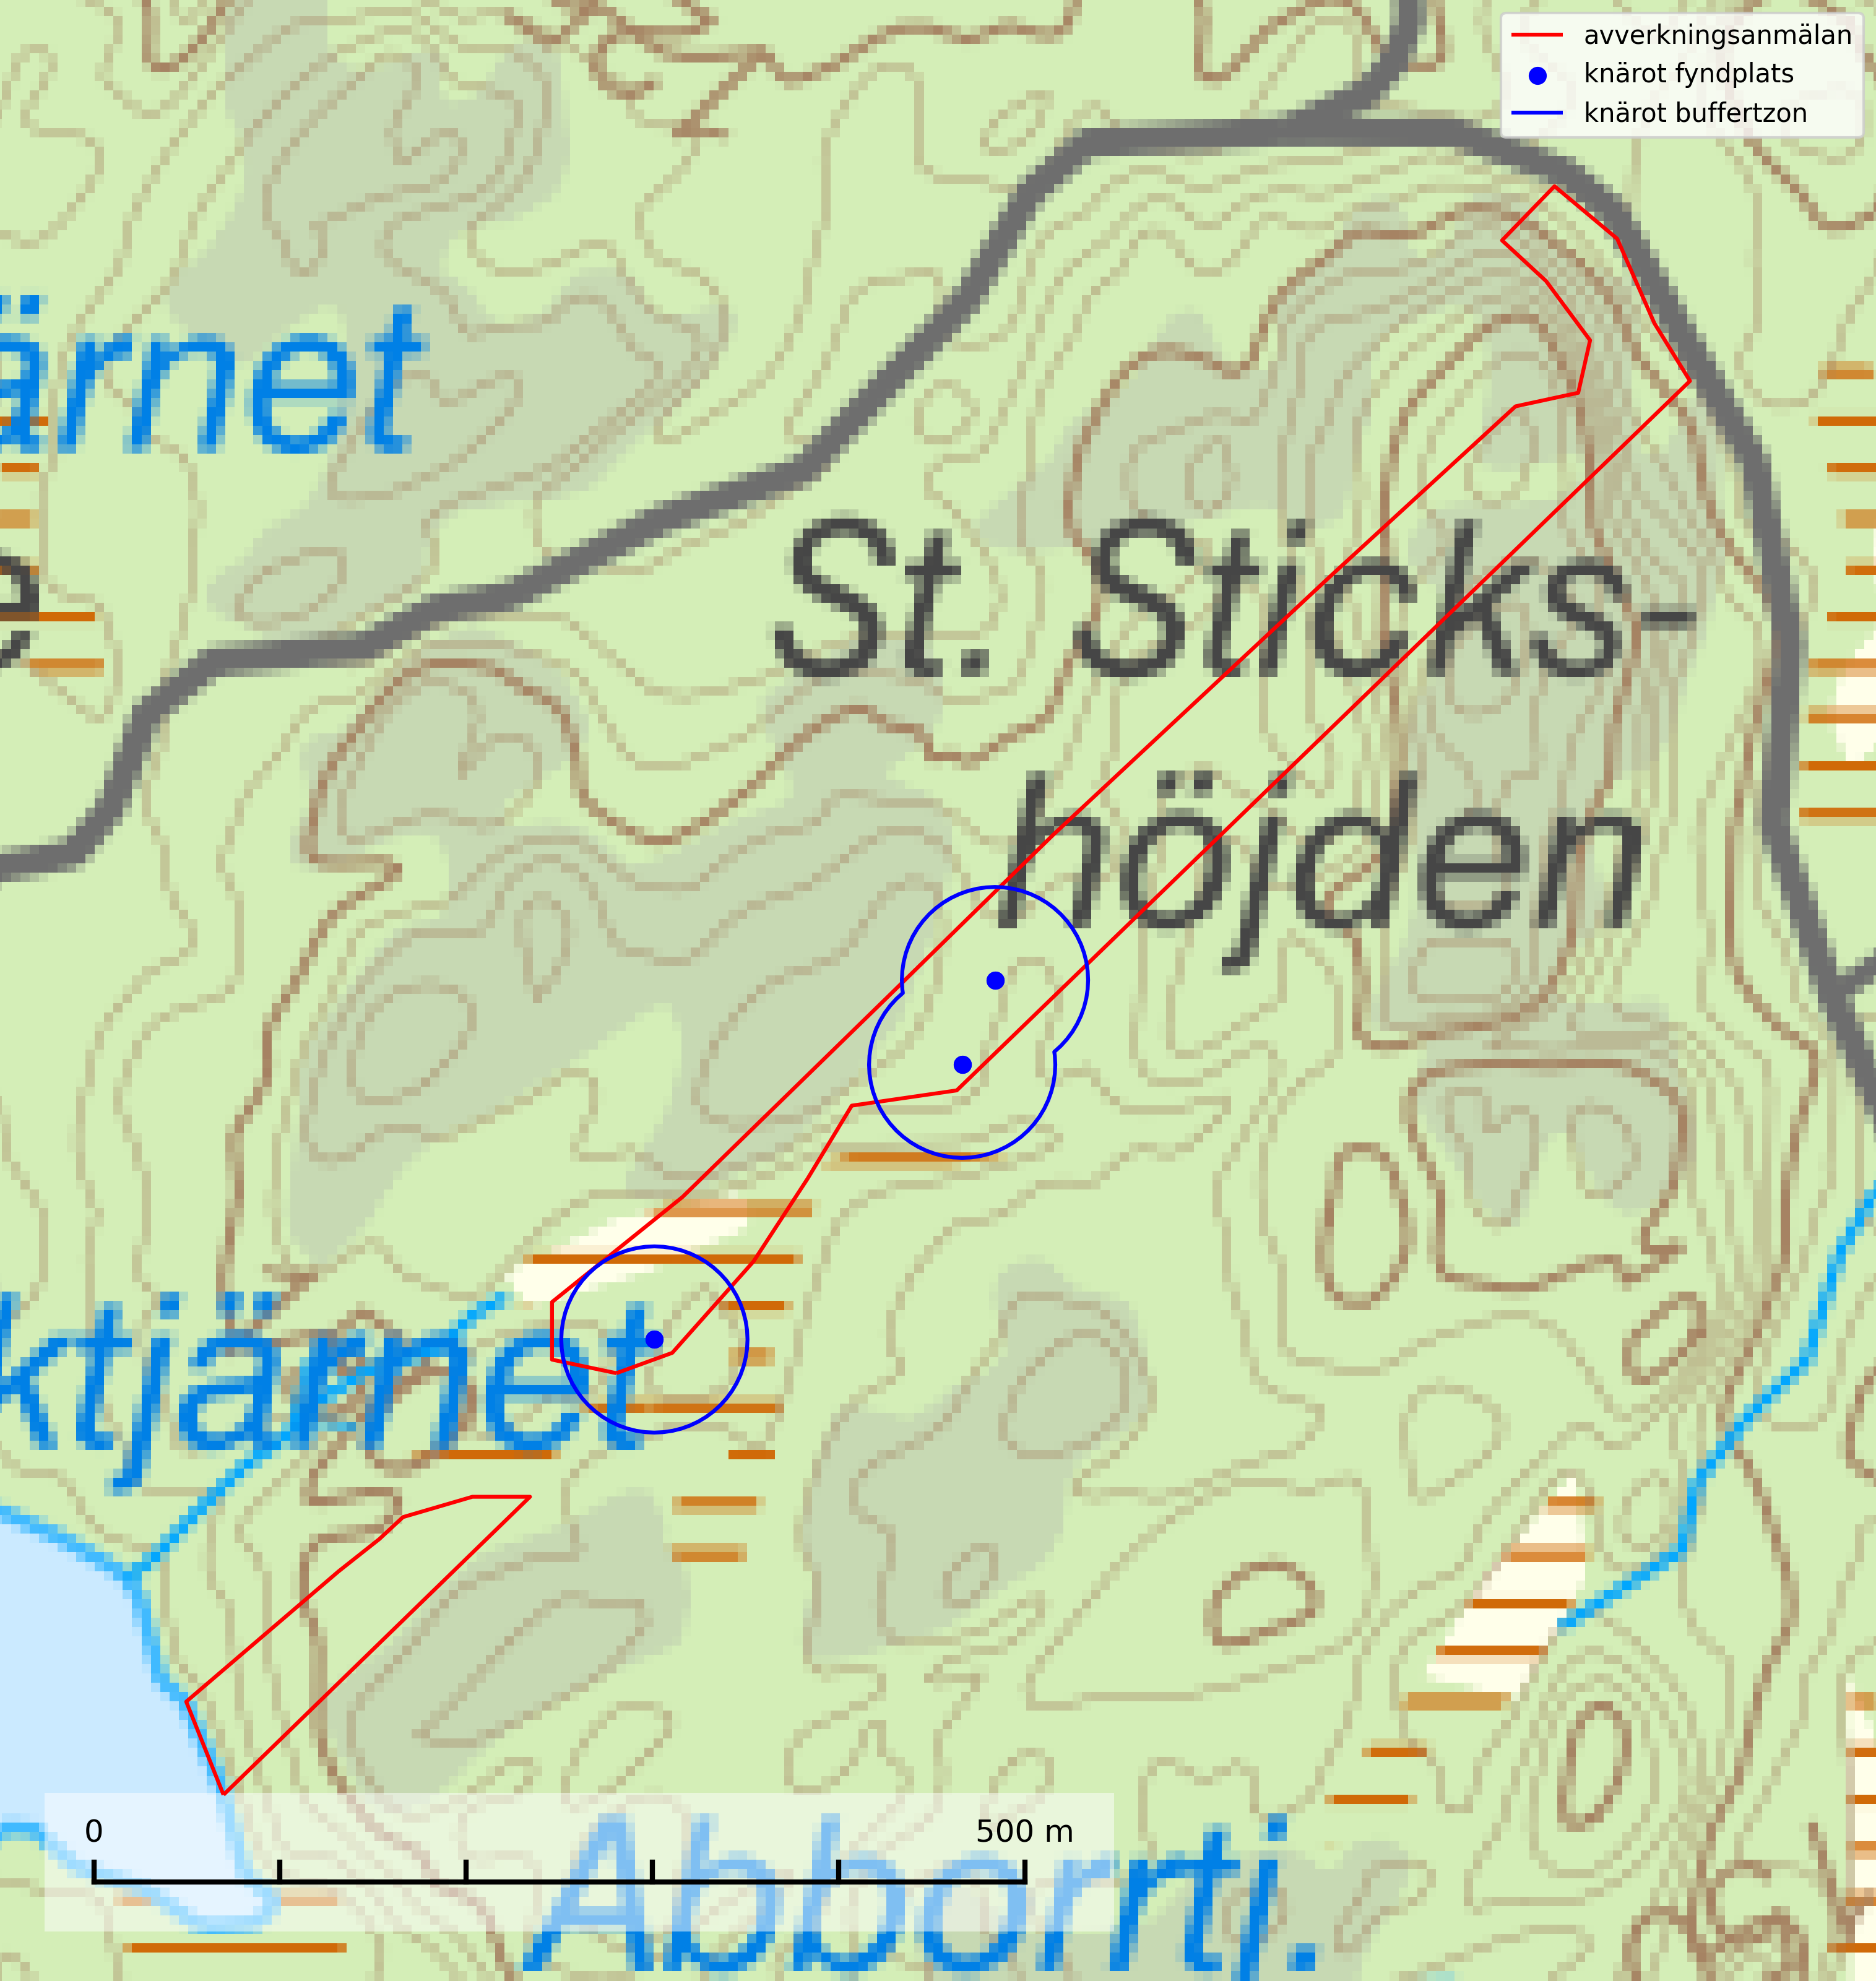 avverkningsanmälan
knärot fyndplats
knärot buffertzon
ärnet
St. Sticks-
höjden
ktjärnet
0 500 m
Abborrtj.